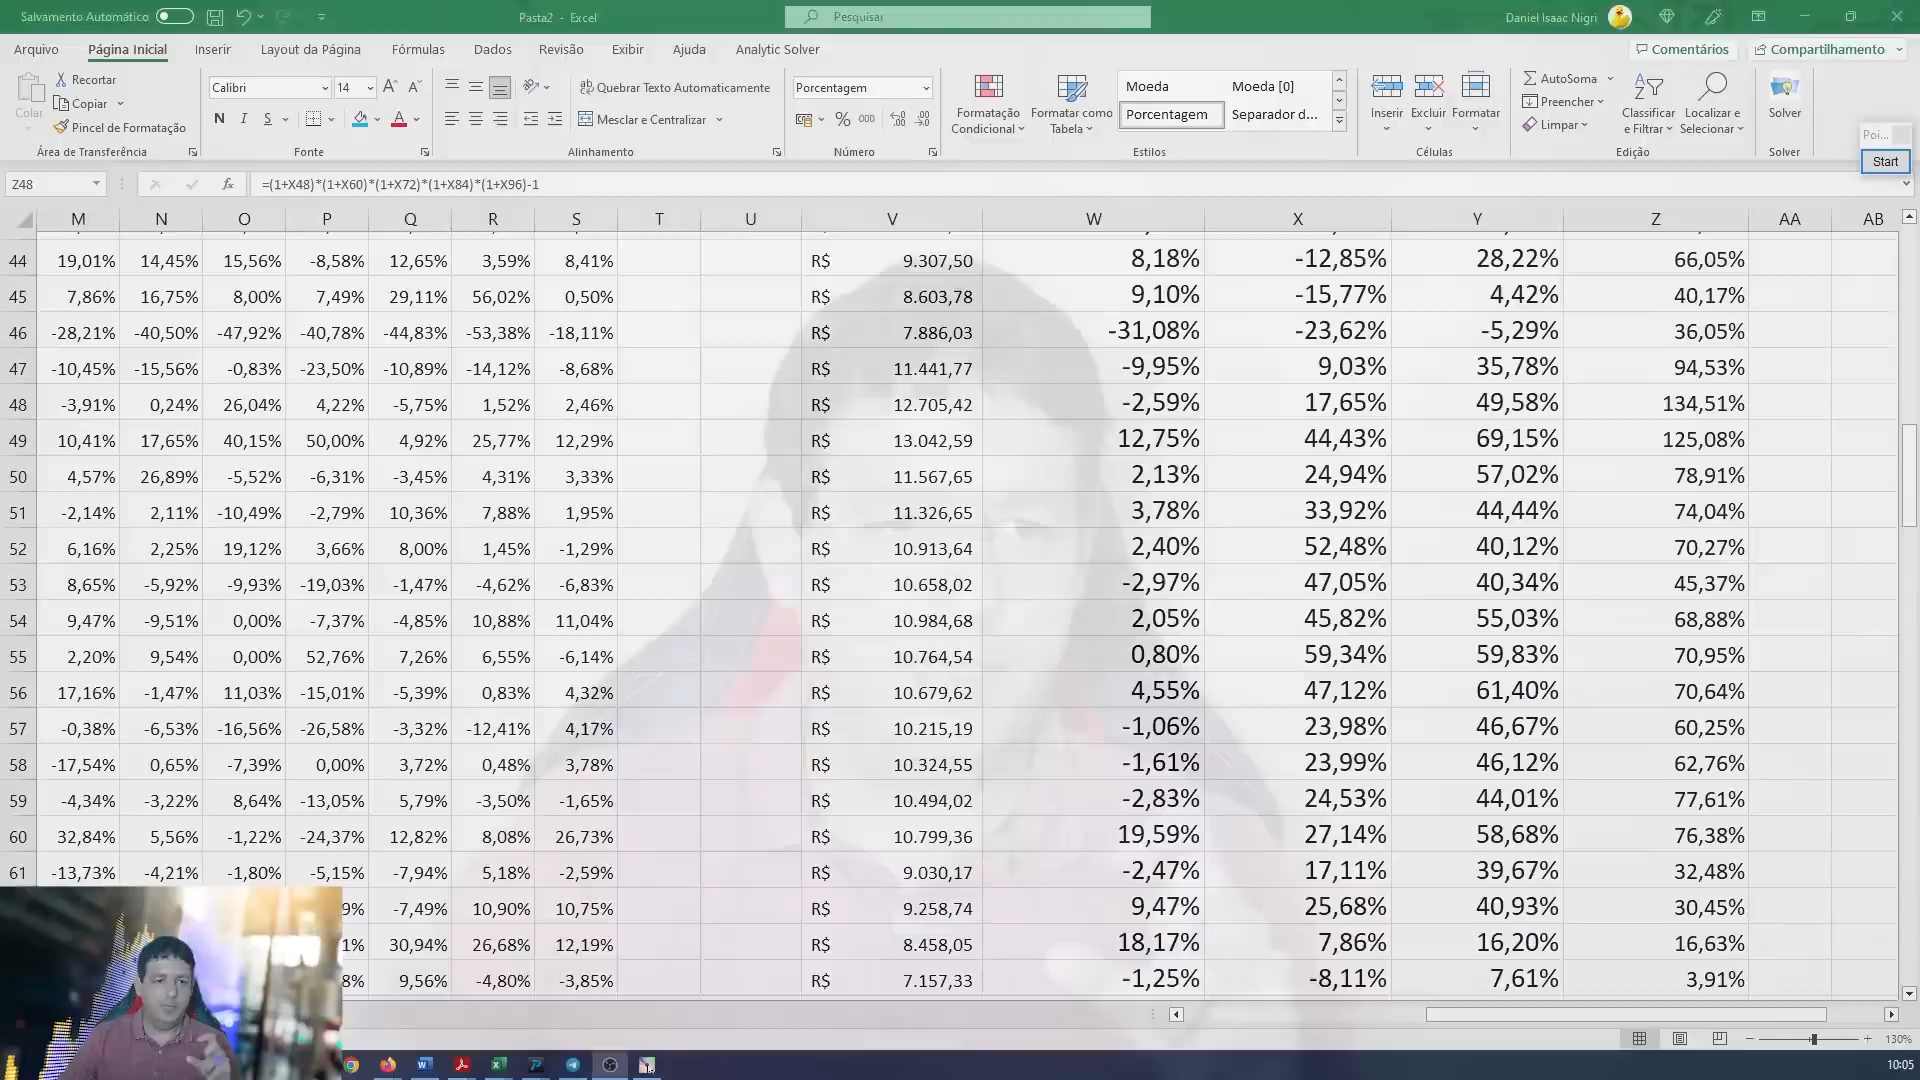 Salvamento Automático
Pasta2 - Excel
Pesquisar
Daniel Isaac Nigri
Arquivo Página Inicial Inserir Layout da Página Fórmulas Dados Revisão Exibir Ajuda Analytic Solver
Comentários Compartilhamento
Colar
Recortar
Copiar
Pincel de Formatação
Área de Transferência
Calibri 14
N I S
Fonte
Quebrar Texto Automaticamente
Mesclar e Centralizar
Alinhamento
Porcentagem
% 000
Número
Formatação Condicional
Formatar como Tabela
Moeda Moeda [0]
Porcentagem Separador d...
Estilos
Inserir Excluir Formatar
Células
AutoSoma
Preencher
Limpar
Classificar e Filtrar
Localizar e Selecionar
Edição
Solver
Solver
Poi...
Start
Z48 fx =(1+X48)*(1+X60)*(1+X72)*(1+X84)*(1+X96)-1
M N O P Q R S T U V W X Y Z AA AB
44 19,01% 14,45% 15,56% -8,58% 12,65% 3,59% 8,41% R$ 9.307,50 8,18% -12,85% 28,22% 66,05%
45 7,86% 16,75% 8,00% 7,49% 29,11% 56,02% 0,50% R$ 8.603,78 9,10% -15,77% 4,42% 40,17%
46 -28,21% -40,50% -47,92% -40,78% -44,83% -53,38% -18,11% R$ 7.886,03 -31,08% -23,62% -5,29% 36,05%
47 -10,45% -15,56% -0,83% -23,50% -10,89% -14,12% -8,68% R$ 11.441,77 -9,95% 9,03% 35,78% 94,53%
48 -3,91% 0,24% 26,04% 4,22% -5,75% 1,52% 2,46% R$ 12.705,42 -2,59% 17,65% 49,58% 134,51%
49 10,41% 17,65% 40,15% 50,00% 4,92% 25,77% 12,29% R$ 13.042,59 12,75% 44,43% 69,15% 125,08%
50 4,57% 26,89% -5,52% -6,31% -3,45% 4,31% 3,33% R$ 11.567,65 2,13% 24,94% 57,02% 78,91%
51 -2,14% 2,11% -10,49% -2,79% 10,36% 7,88% 1,95% R$ 11.326,65 3,78% 33,92% 44,44% 74,04%
52 6,16% 2,25% 19,12% 3,66% 8,00% 1,45% -1,29% R$ 10.913,64 2,40% 52,48% 40,12% 70,27%
53 8,65% -5,92% -9,93% -19,03% -1,47% -4,62% -6,83% R$ 10.658,02 -2,97% 47,05% 40,34% 45,37%
54 9,47% -9,51% 0,00% -7,37% -4,85% 10,88% 11,04% R$ 10.984,68 2,05% 45,82% 55,03% 68,88%
55 2,20% 9,54% 0,00% 52,76% 7,26% 6,55% -6,14% R$ 10.764,54 0,80% 59,34% 59,83% 70,95%
56 17,16% -1,47% 11,03% -15,01% -5,39% 0,83% 4,32% R$ 10.679,62 4,55% 47,12% 61,40% 70,64%
57 -0,38% -6,53% -16,56% -26,58% -3,32% -12,41% 4,17% R$ 10.215,19 -1,06% 23,98% 46,67% 60,25%
58 -17,54% 0,65% -7,39% 0,00% 3,72% 0,48% 3,78% R$ 10.324,55 -1,61% 23,99% 46,12% 62,76%
59 -4,34% -3,22% 8,64% -13,05% 5,79% -3,50% -1,65% R$ 10.494,02 -2,83% 24,53% 44,01% 77,61%
60 32,84% 5,56% -1,22% -24,37% 12,82% 8,08% 26,73% R$ 10.799,36 19,59% 27,14% 58,68% 76,38%
61 -13,73% -4,21% -1,80% -5,15% -7,94% 5,18% -2,59% R$ 9.030,17 -2,47% 17,11% 39,67% 32,48%
9% -7,49% 10,90% 10,75% R$ 9.258,74 9,47% 25,68% 40,93% 30,45%
1% 30,94% 26,68% 12,19% R$ 8.458,05 18,17% 7,86% 16,20% 16,63%
8% 9,56% -4,80% -3,85% R$ 7.157,33 -1,25% -8,11% 7,61% 3,91%
130%
10:05